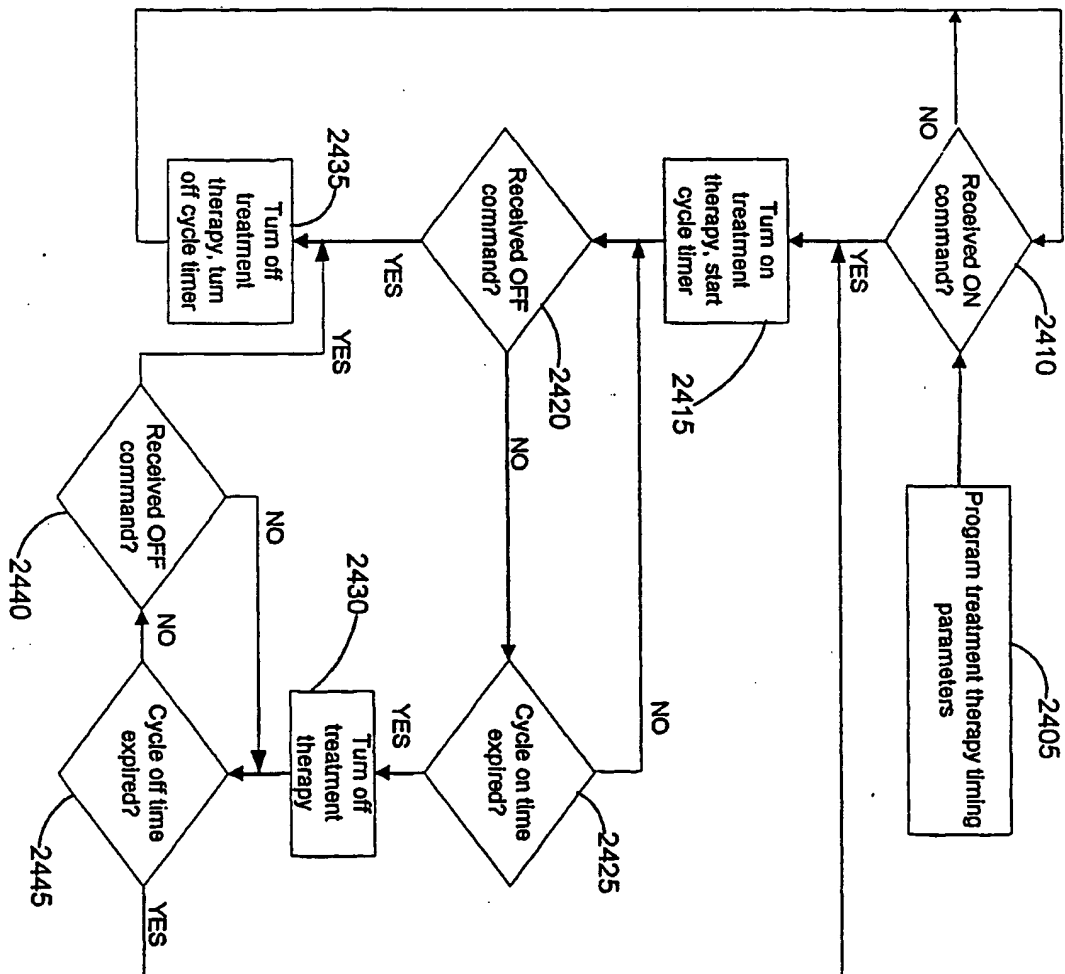 2405
Program treatment therapy timing
parameters
2410
Received ON
command?
NO
YES
2415
Turn on
treatment
therapy, start
cycle timer
2420
Received OFF
command?
NO
YES
2425
Cycle on time
expired?
NO
YES
2435
Turn off
treatment
therapy, turn
off cycle timer
2430
Turn off
treatment
therapy
2440
Received OFF
command?
YES
NO
2445
Cycle off time
expired?
NO
YES